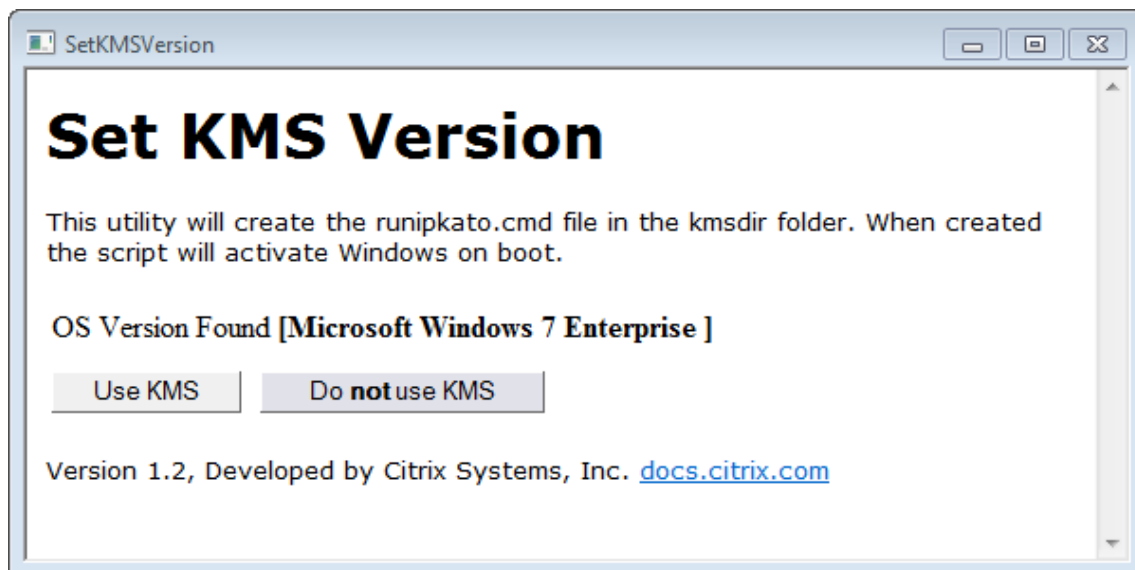 SetKMSVersion
Set KMS Version
This utility will create the runipkato.cmd file in the kmsdir folder. When created
the script will activate Windows on boot.
OS Version Found [Microsoft Windows 7 Enterprise ]
Use KMS Do not use KMS
Version 1.2, Developed by Citrix Systems, Inc. docs.citrix.com